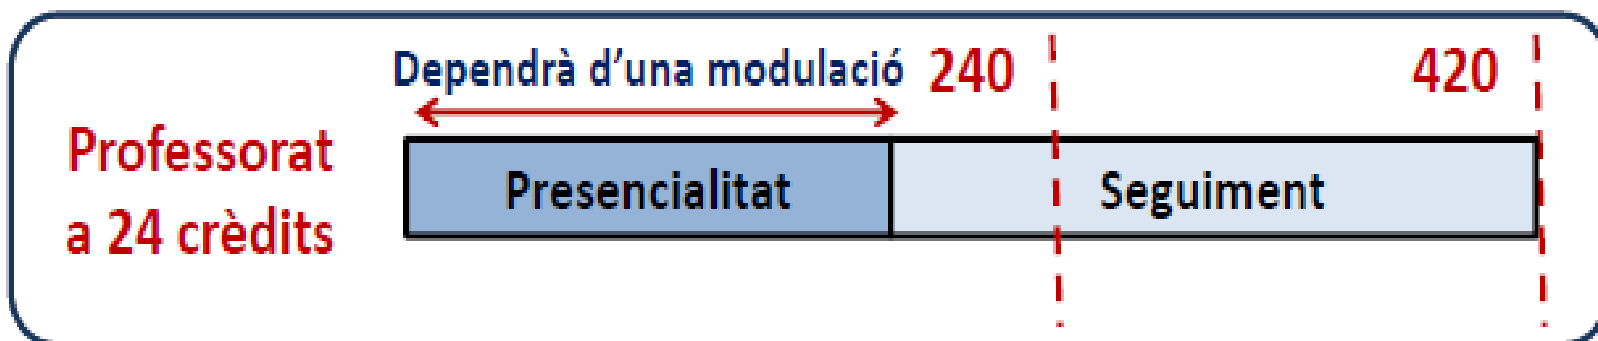 Dependrà d’una modulació 240 420
Professorat
a 24 crèdits
Presencialitat Seguiment